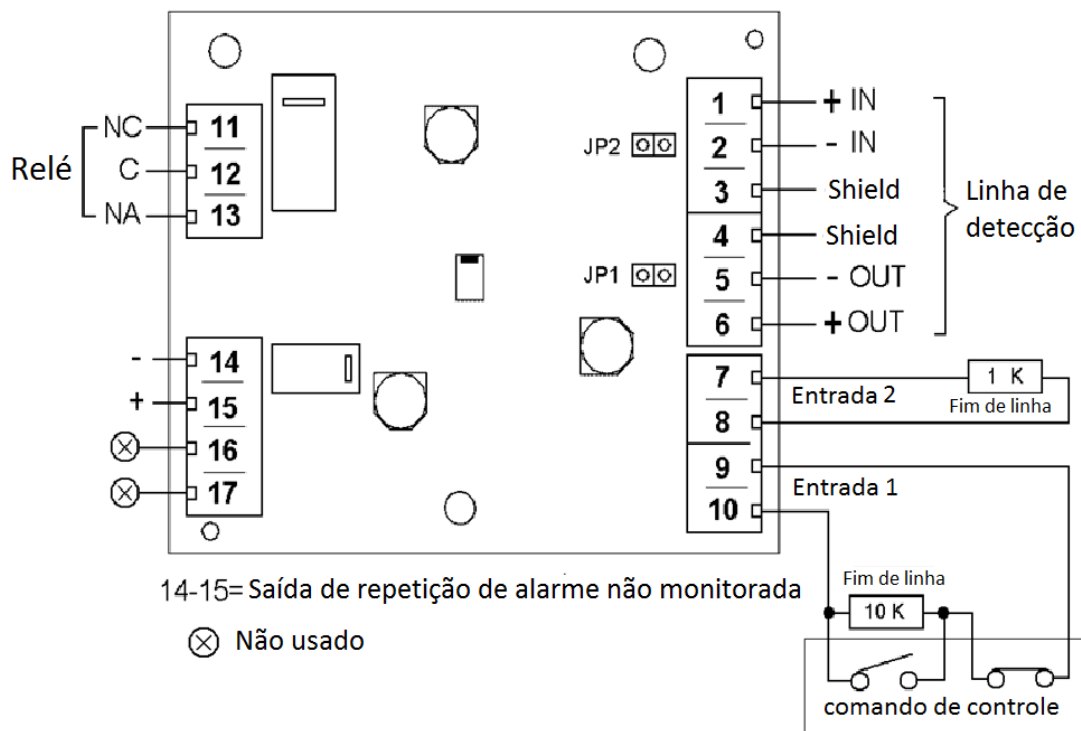 NC
Relé
C
NA
11
12
13
JP2
JP1
1
2
3
4
5
6
+ IN
- IN
Shield
Shield
- OUT
+ OUT
Linha de
detecção
-
+
14
15
16
17
7
8
9
10
Entrada 2
1 K
Fim de linha
Entrada 1
14-15= Saída de repetição de alarme não monitorada
Não usado
Fim de linha
10 K
comando de controle